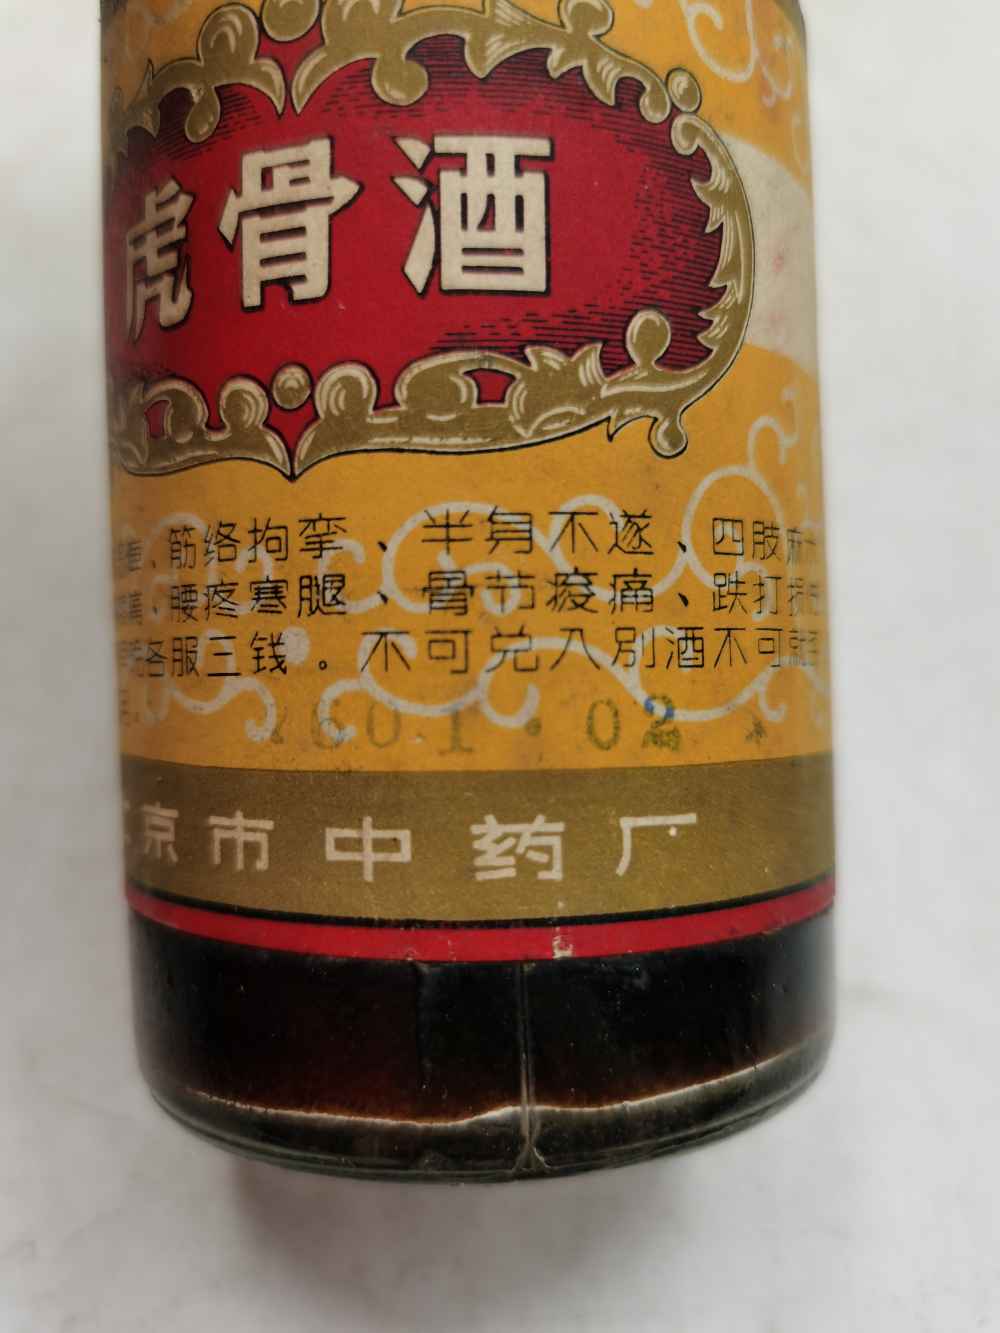 虎骨酒
、筋络拘挛、半身不遂、四肢麻
、腰疼寒腿、骨节痠痛、跌打损
各服三钱。不可兑入别酒不可
601·02
京市中药厂